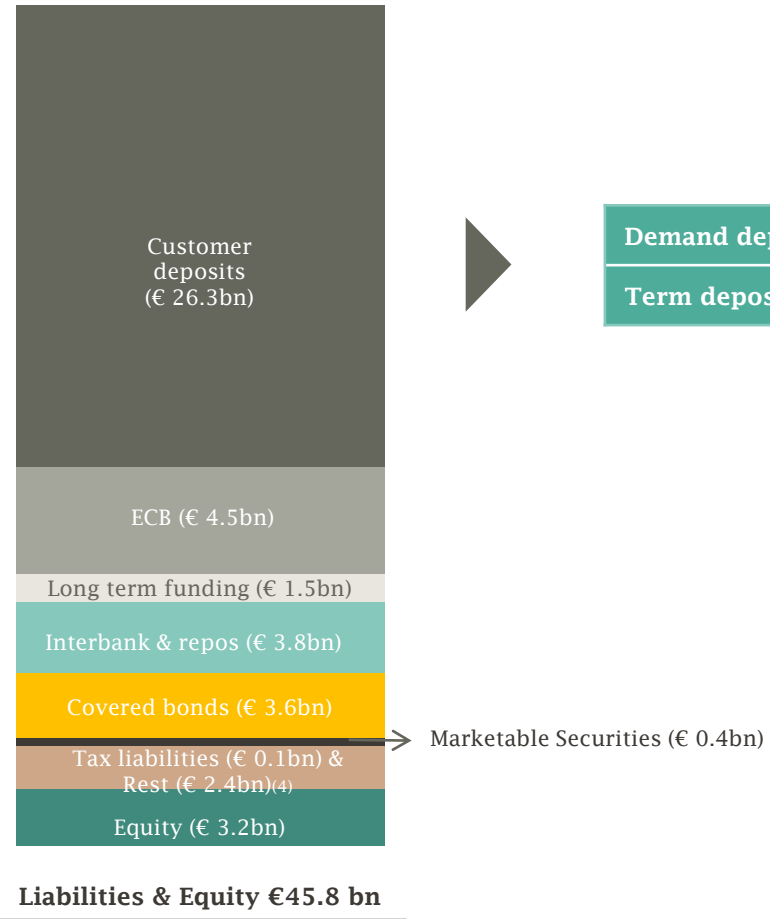 Customer
deposits
(€ 26.3bn)
Demand
Term
ECB (€ 4.5bn)
Long term funding (€ 1.5bn)
Interbank & repos (€ 3.8bn)
Covered bonds (€ 3.6bn)
Marketable Securities (€ 0.4bn)
Tax liabilities (€ 0.1bn) &
Rest (€ 2.4bn)(4)
Equity (€ 3.2bn)
Liabilities & Equity €45.8 bn